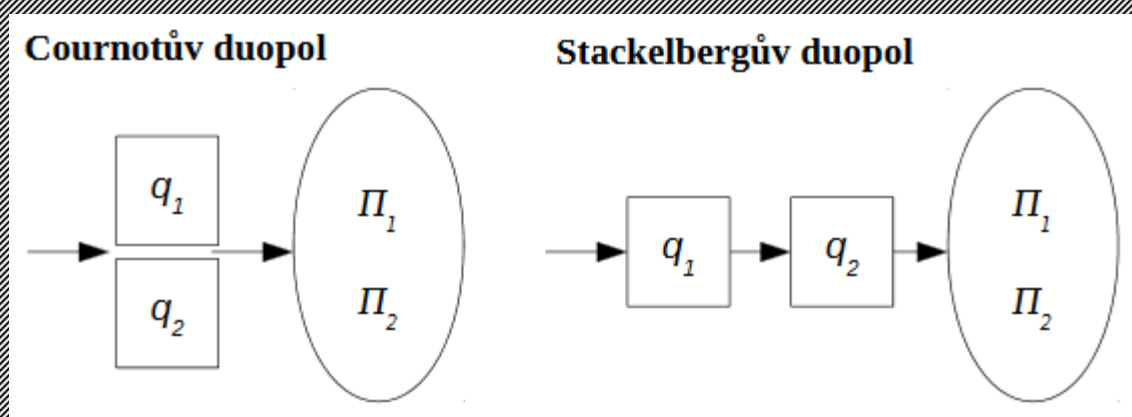 Cournotův duopol
q1
q2
Π1
Π2
Stackelbergův duopol
q1
q2
Π1
Π2